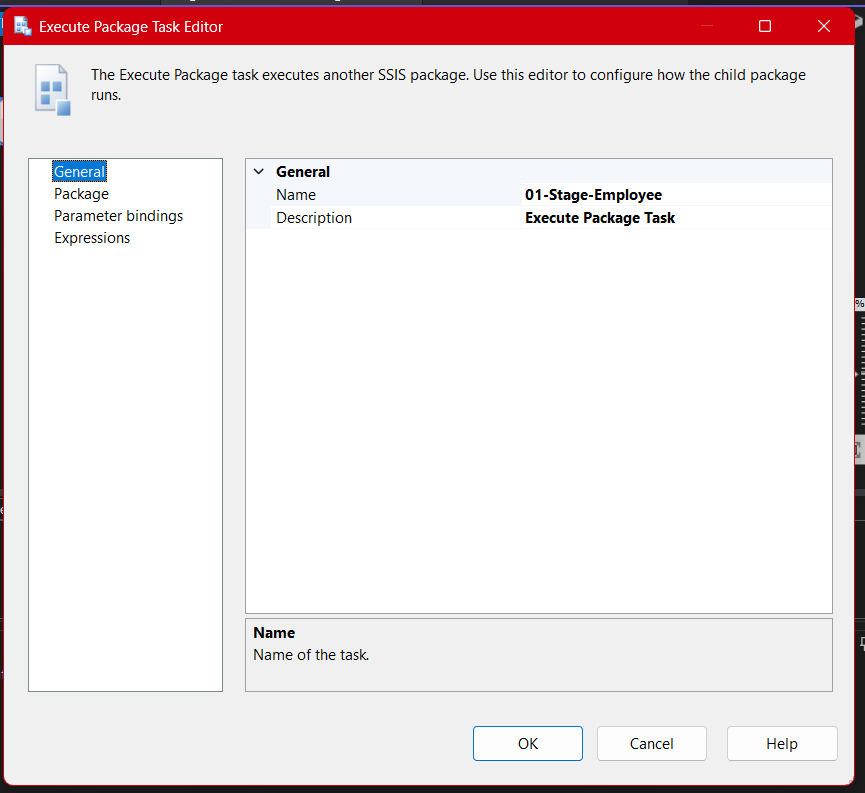 Execute Package Task Editor
The Execute Package task executes another SSIS package. Use this editor to configure how the child package
runs.
General
Package
Parameter bindings
Expressions
General
Name 01-Stage-Employee
Description Execute Package Task
Name
Name of the task.
OK Cancel Help
%